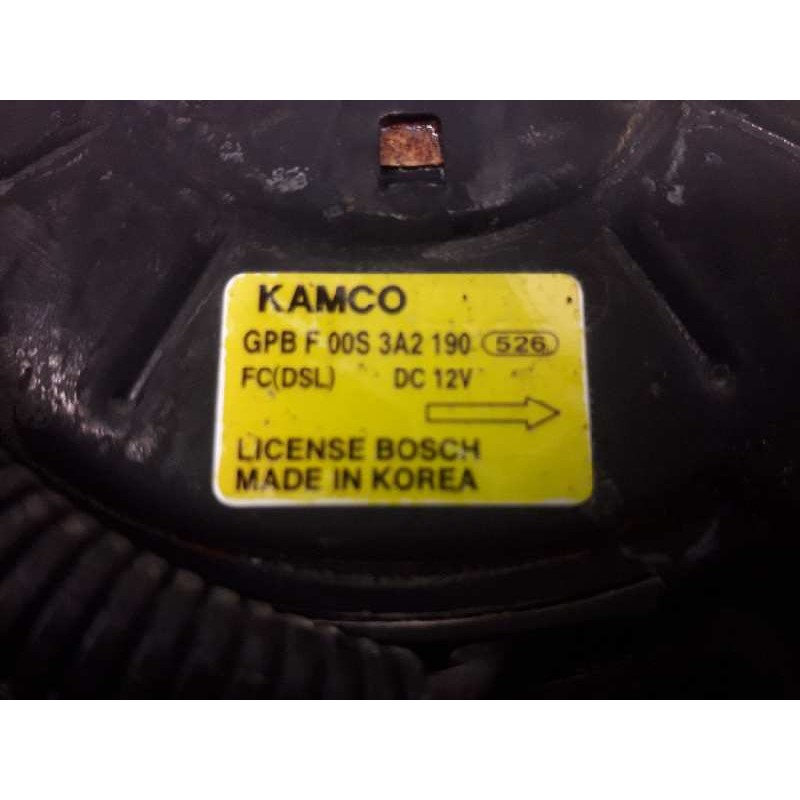 KAMCO
GPB F 00S 3A2 190 526
FC(DSL) DC 12V
LICENSE BOSCH
MADE IN KOREA